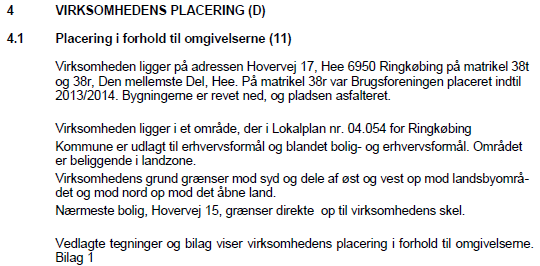 4 VIRKSOMHEDENS PLACERING (D)
4.1 Placering i forhold til omgivelserne (11)
Virksomheden ligger på adressen Hovervej 17, Hee 6950 Ringkøbing på matrikel 38t
og 38r, Den mellemste Del, Hee. På matrikel 38r var Brugsforeningen placeret indtil
2013/2014. Bygningerne er revet ned, og pladsen asfalteret.
Virksomheden ligger i et område, der i Lokalplan nr. 04.054 for Ringkøbing
Kommune er udlagt til erhvervsformål og blandet bolig- og erhvervsformål. Området
er beliggende i landzone.
Virksomhedens grund grænser mod syd og dele af øst og vest op mod landsbyområ-
det og mod nord op mod det åbne land.
Nærmeste bolig, Hovervej 15, grænser direkte op til virksomhedens skel.
Vedlagte tegninger og bilag viser virksomhedens placering i forhold til omgivelserne.
Bilag 1